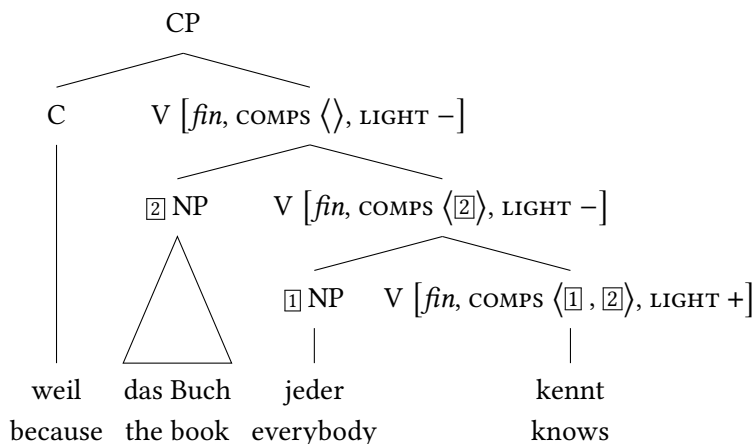 CP
C V [fin, COMPS ⟨⟩, LIGHT −]
[2] NP V [fin, COMPS ⟨[2]⟩, LIGHT −]
[1] NP V [fin, COMPS ⟨[1] , [2]⟩, LIGHT +]
weil das Buch jeder kennt
because the book everybody knows